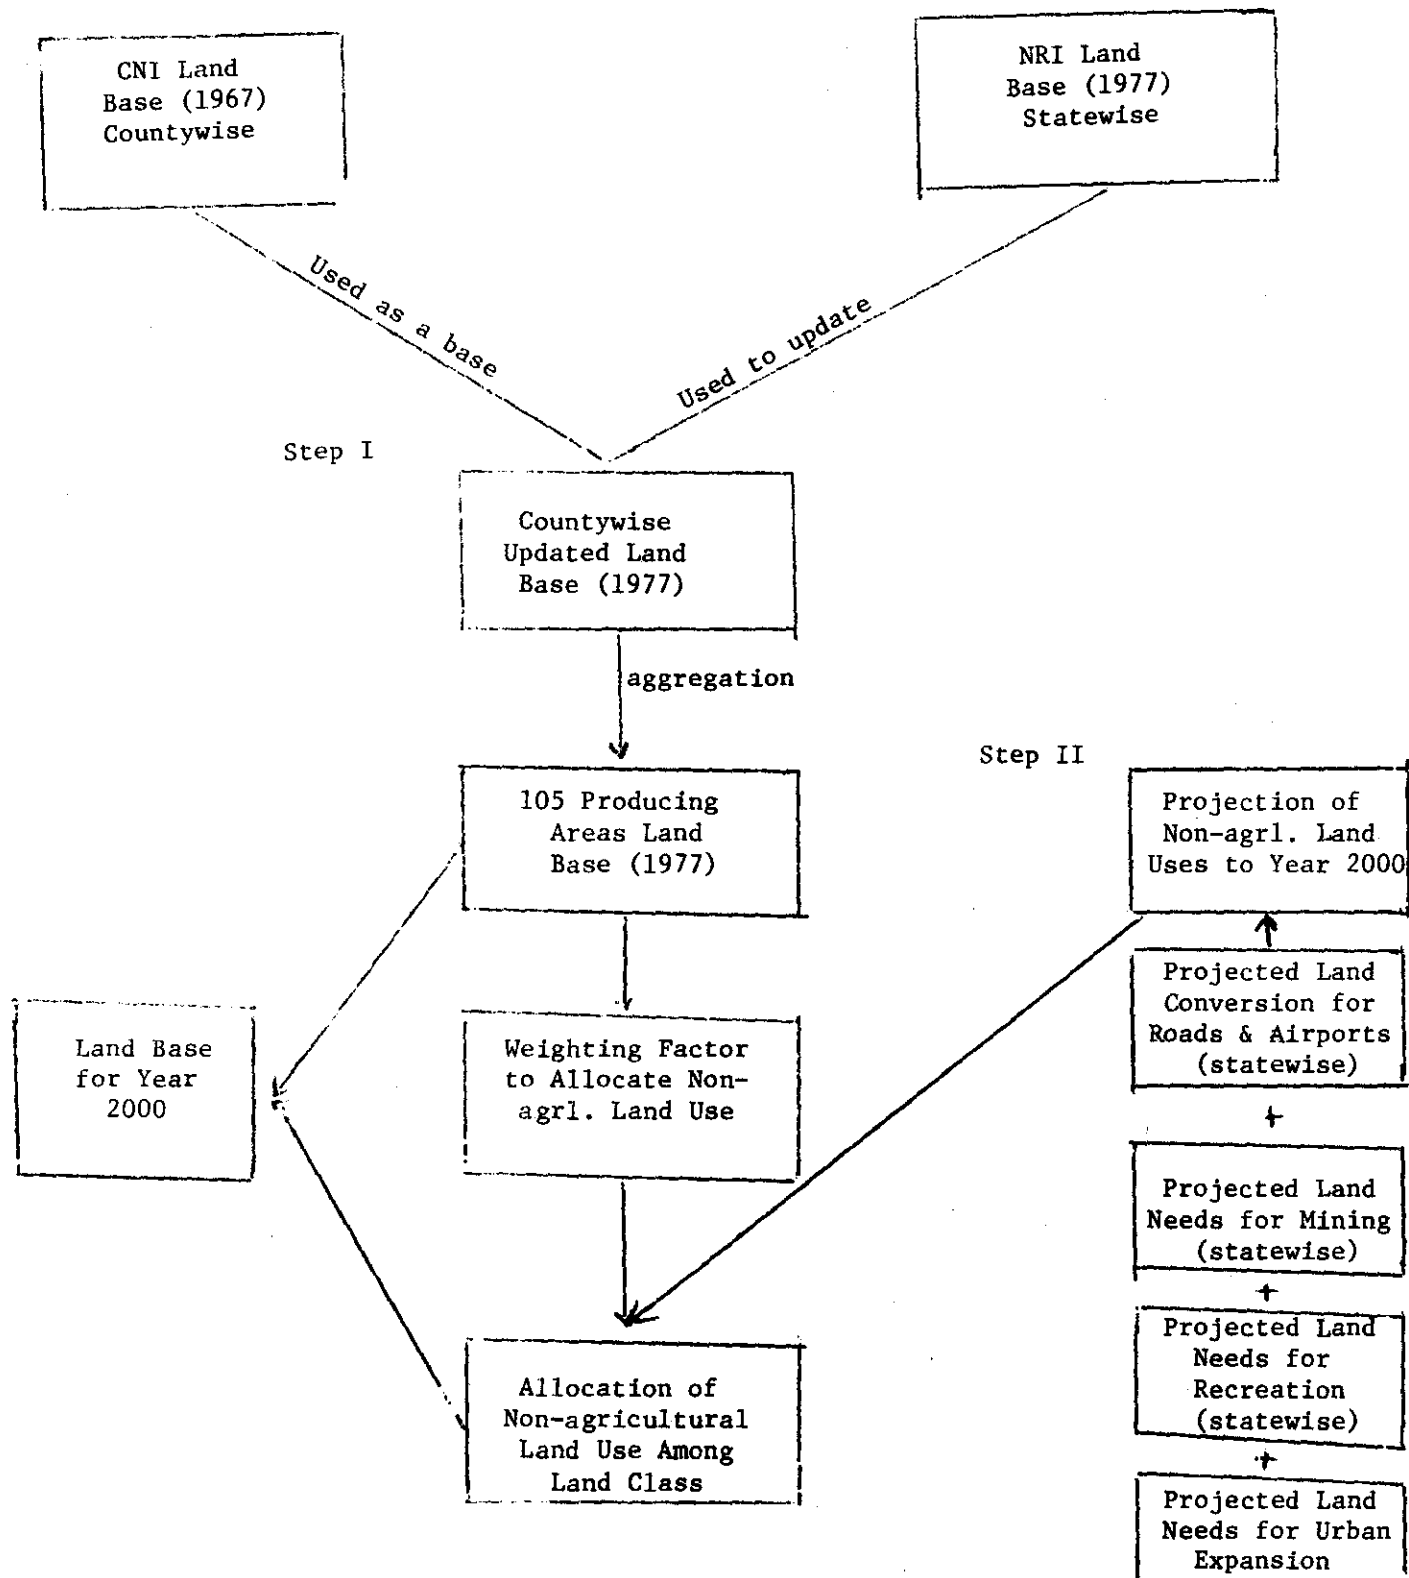 CNI Land
Base (1967)
Countywise
NRI Land
Base (1977)
Statewise
Used as a base
Used to update
Step I
Countywise
Updated Land
Base (1977)
aggregation
Step II
105 Producing
Areas Land
Base (1977)
Projection of
Non-agrl. Land
Uses to Year 2000
Land Base
for Year
2000
Weighting Factor
to Allocate Non-
agrl. Land Use
Projected Land
Conversion for
Roads & Airports
(statewise)
+
Projected Land
Needs for Mining
(statewise)
+
Projected Land
Needs for
Recreation
(statewise)
+
Projected Land
Needs for Urban
Expansion
Allocation of
Non-agricultural
Land Use Among
Land Class